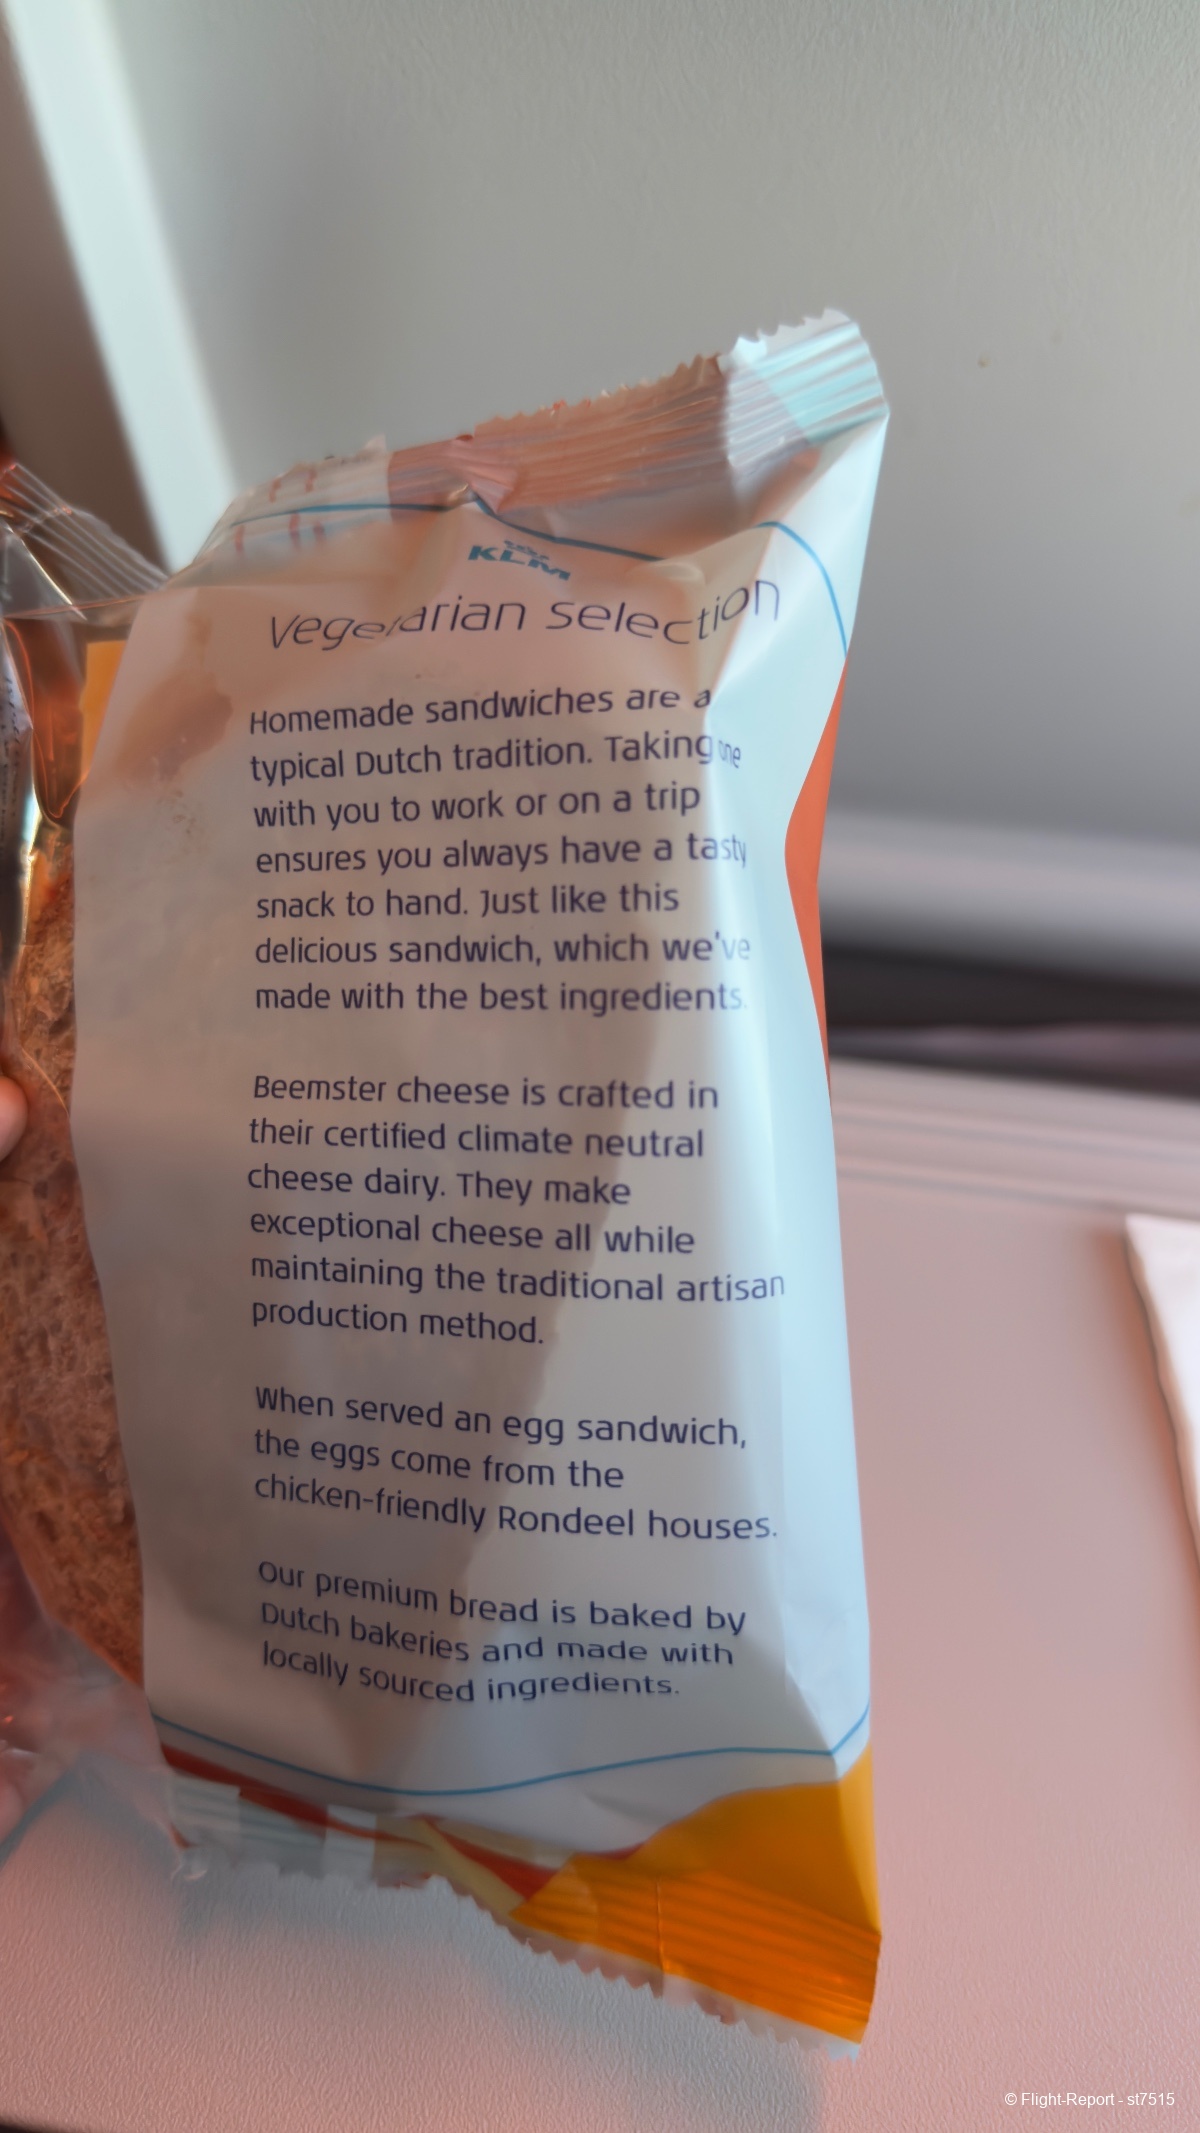 KLM
Vegetarian selection
Homemade sandwiches are a
typical Dutch tradition. Taking one
with you to work or on a trip
ensures you always have a tasty
snack to hand. Just like this
delicious sandwich, which we've
made with the best ingredients.
Beemster cheese is crafted in
their certified climate neutral
cheese dairy. They make
exceptional cheese all while
maintaining the traditional artisan
production method.
When served an egg sandwich,
the eggs come from the
chicken-friendly Rondeel houses.
Our premium bread is baked by
Dutch bakeries and made with
locally sourced ingredients.
© Flight-Report - st7515